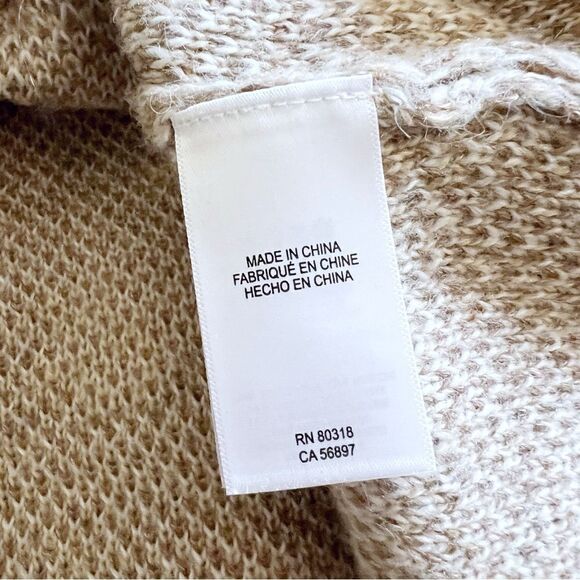 MADE IN CHINA
FABRIQUÉ EN CHINE
HECHO EN CHINA
RN 80318
CA 56897